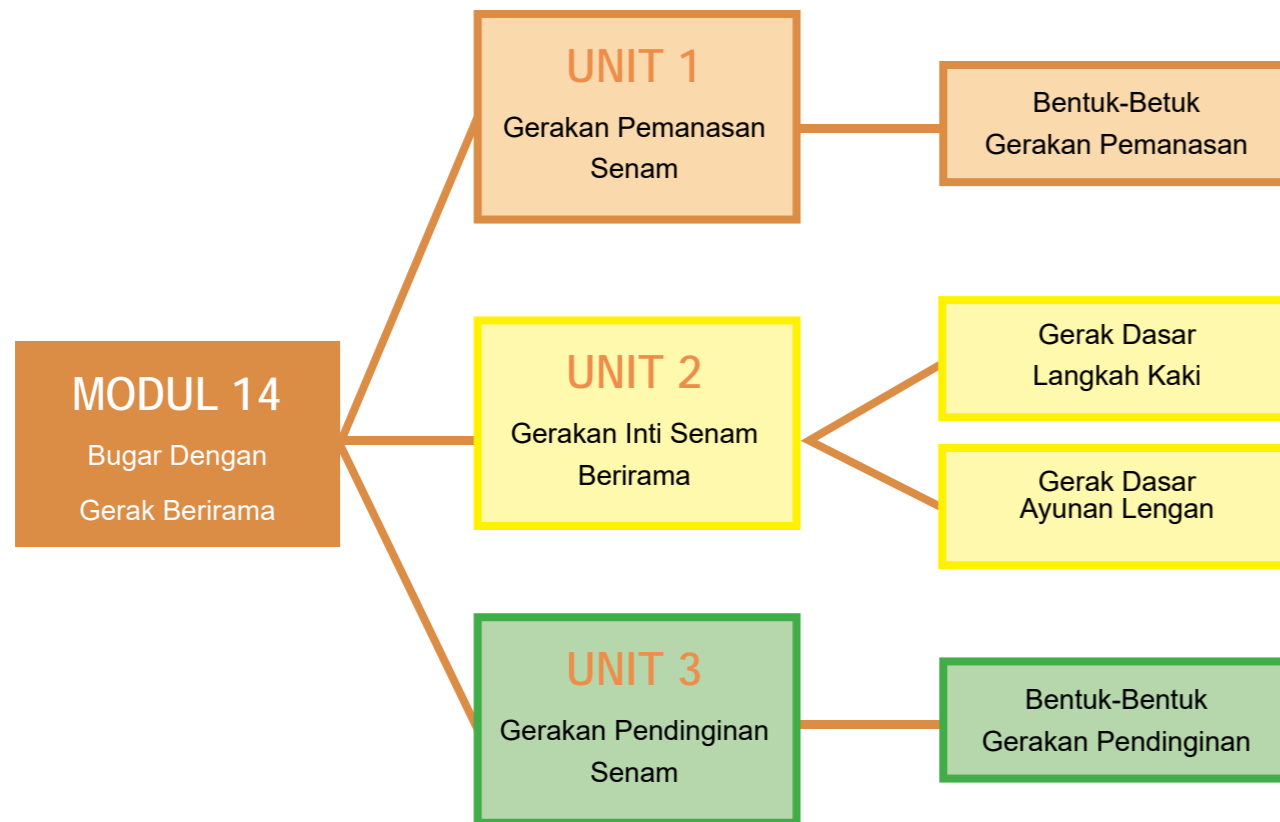 MODUL 14
Bugar Dengan
Gerak Berirama
UNIT 1
Gerakan Pemanasan
Senam
Bentuk-Betuk
Gerakan Pemanasan
UNIT 2
Gerakan Inti Senam
Berirama
Gerak Dasar
Langkah Kaki
Gerak Dasar
Ayunan Lengan
UNIT 3
Gerakan Pendinginan
Senam
Bentuk-Bentuk
Gerakan Pendinginan